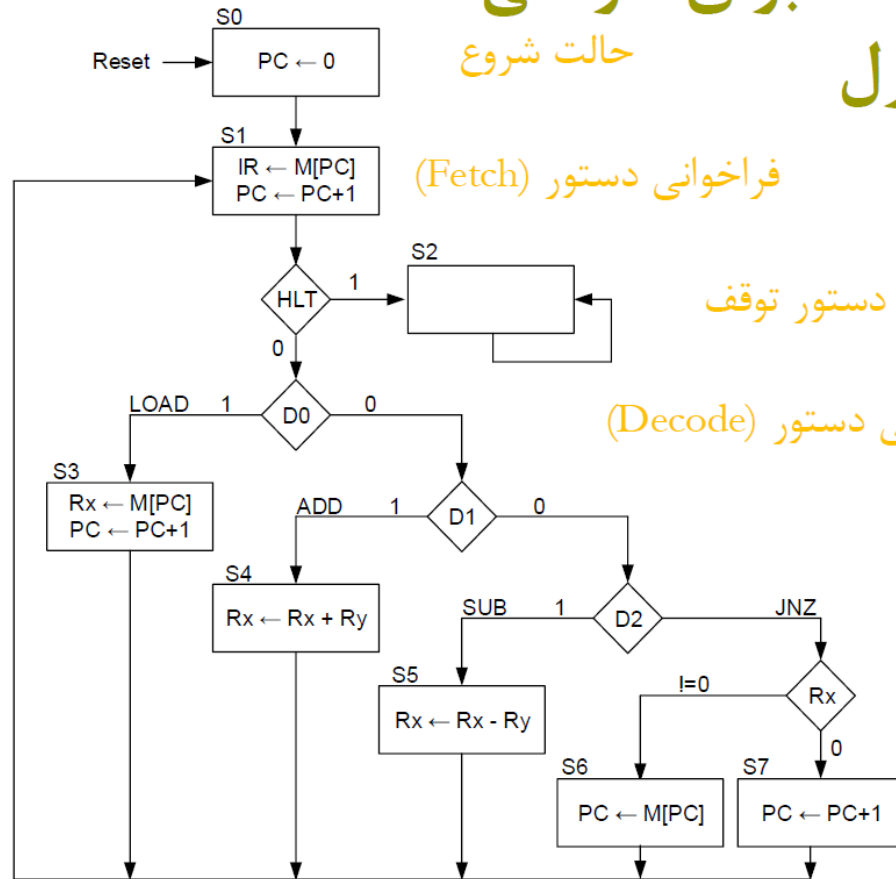 S0
Reset
PC ← 0
حالت شروع
S1
IR ← M[PC]
PC ← PC+1
فراخوانی دستور (Fetch)
HLT
1
0
S2
دستور توقف
LOAD 1
D0
0
دستور (Decode)
S3
Rx ← M[PC]
PC ← PC+1
ADD 1
D1
0
S4
Rx ← Rx + Ry
SUB 1
D2
JNZ
S5
Rx ← Rx - Ry
!=0
Rx
0
S6
PC ← M[PC]
S7
PC ← PC+1